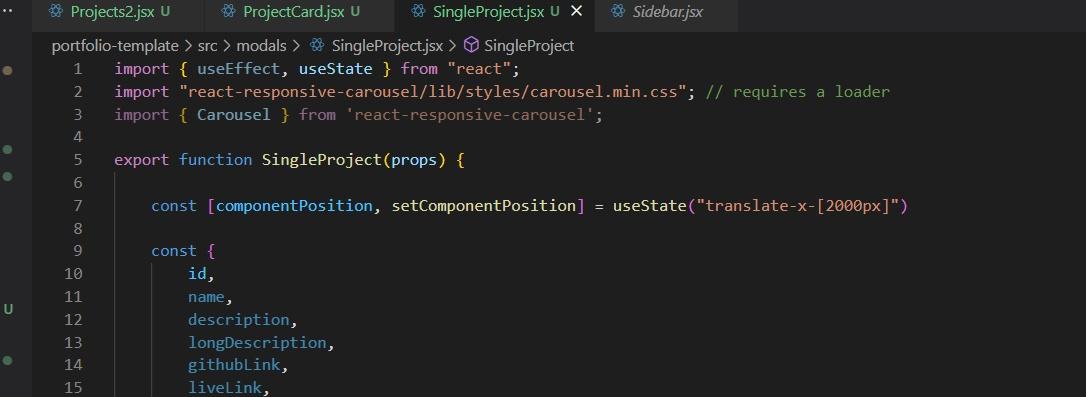 Projects2.jsx U ProjectCard.jsx U SingleProject.jsx U Sidebar.jsx
portfolio-template > src > modals > SingleProject.jsx > SingleProject
1 import { useEffect, useState } from "react";
2 import "react-responsive-carousel/lib/styles/carousel.min.css"; // requires a loader
3 import { Carousel } from 'react-responsive-carousel';
4
5 export function SingleProject(props) {
6
7 const [componentPosition, setComponentPosition] = useState("translate-x-[2000px]")
8
9 const {
10 id,
11 name,
12 description,
13 longDescription,
U
14 githubLink,
15 liveLink,